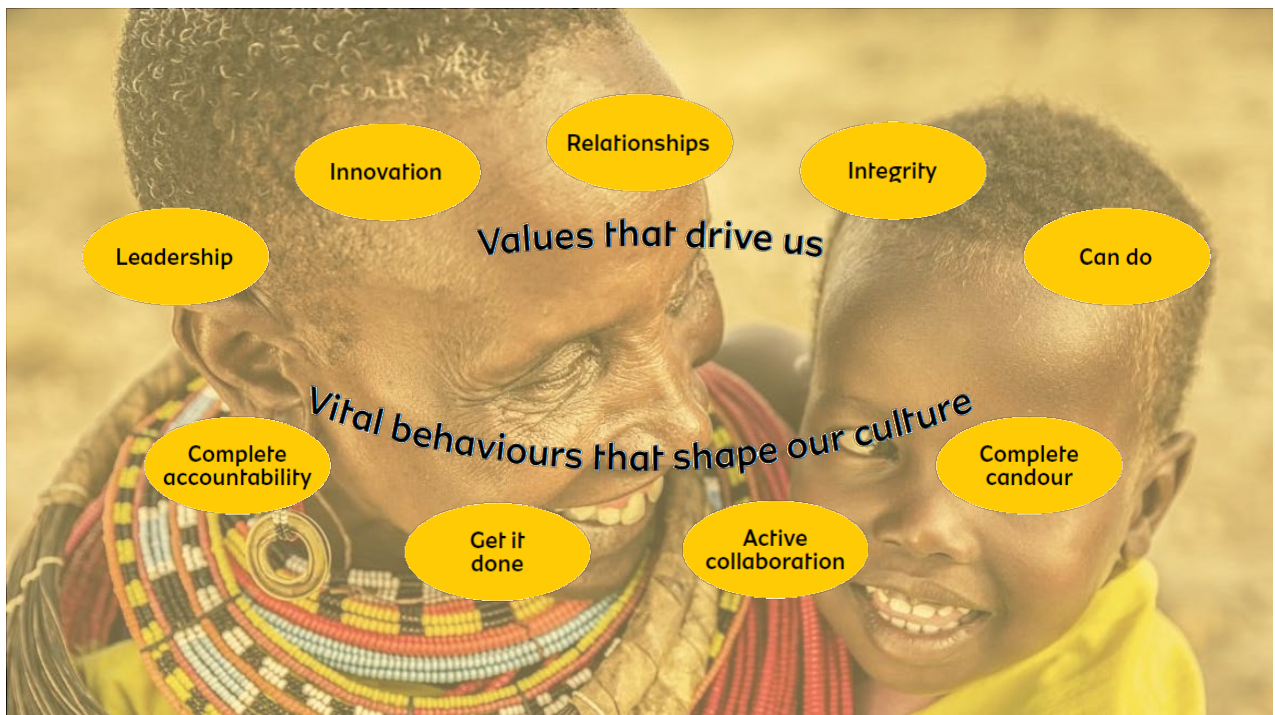 Relationships
Innovation
Integrity
Values that drive us
Leadership
Can do
Vital behaviours that shape our culture
Complete
accountability
Complete
candour
Get it
done
Active
collaboration